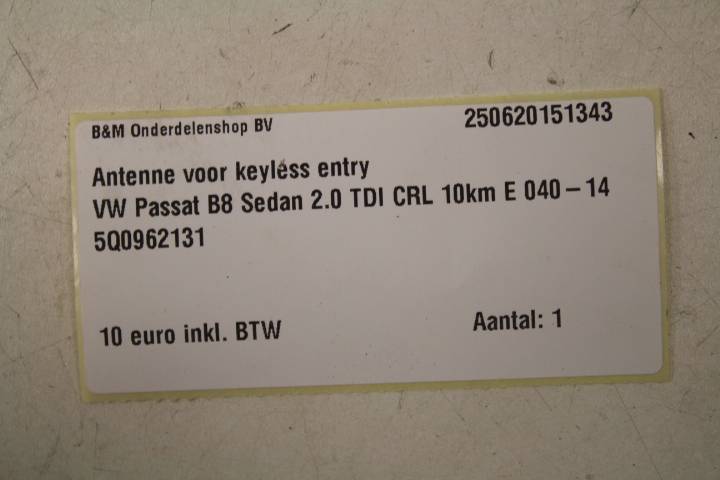 B&M Onderdelenshop BV 250620151343
Antenne voor keyless entry
VW Passat B8 Sedan 2.0 TDI CRL 10km E 040 – 14
5Q0962131
10 euro inkl. BTW Aantal: 1